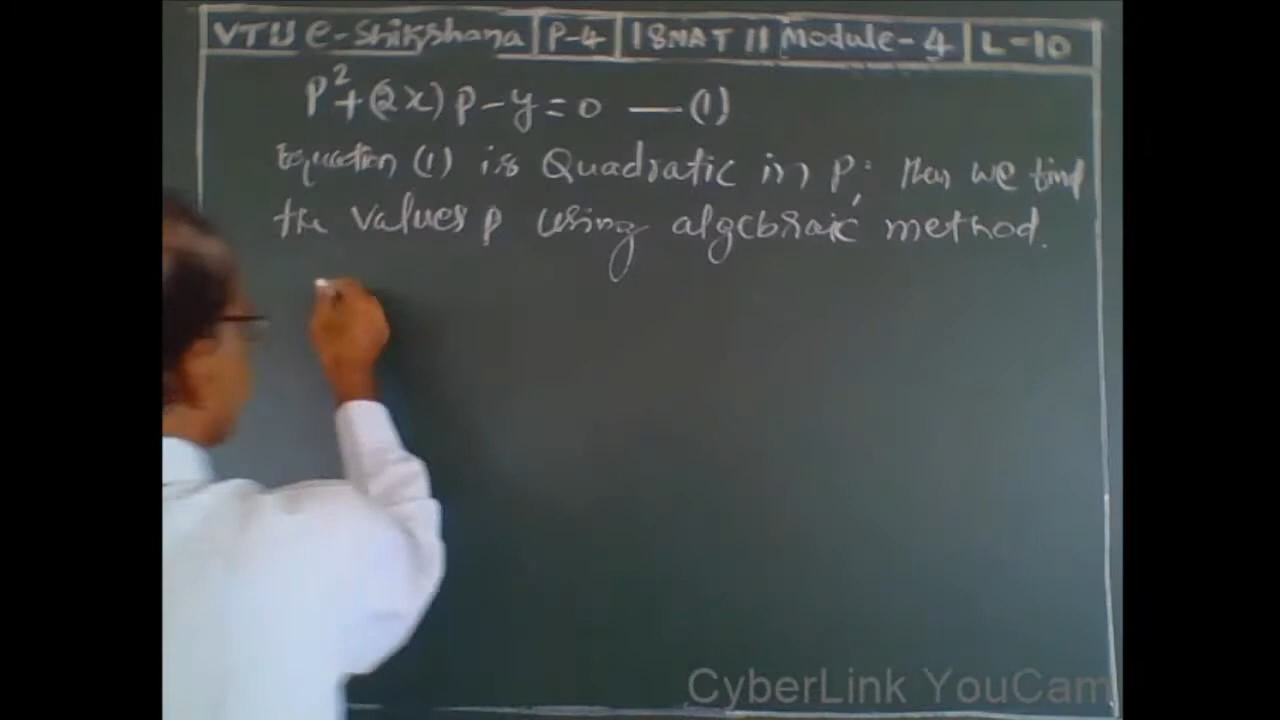 VTU e-Shikshana P-4 18MAT11 Module-4 L-10
p²+(2x)p-y=0 —(1)
Equation (1) is Quadratic in p; then we find
the values p using algebraic method.
CyberLink YouCam